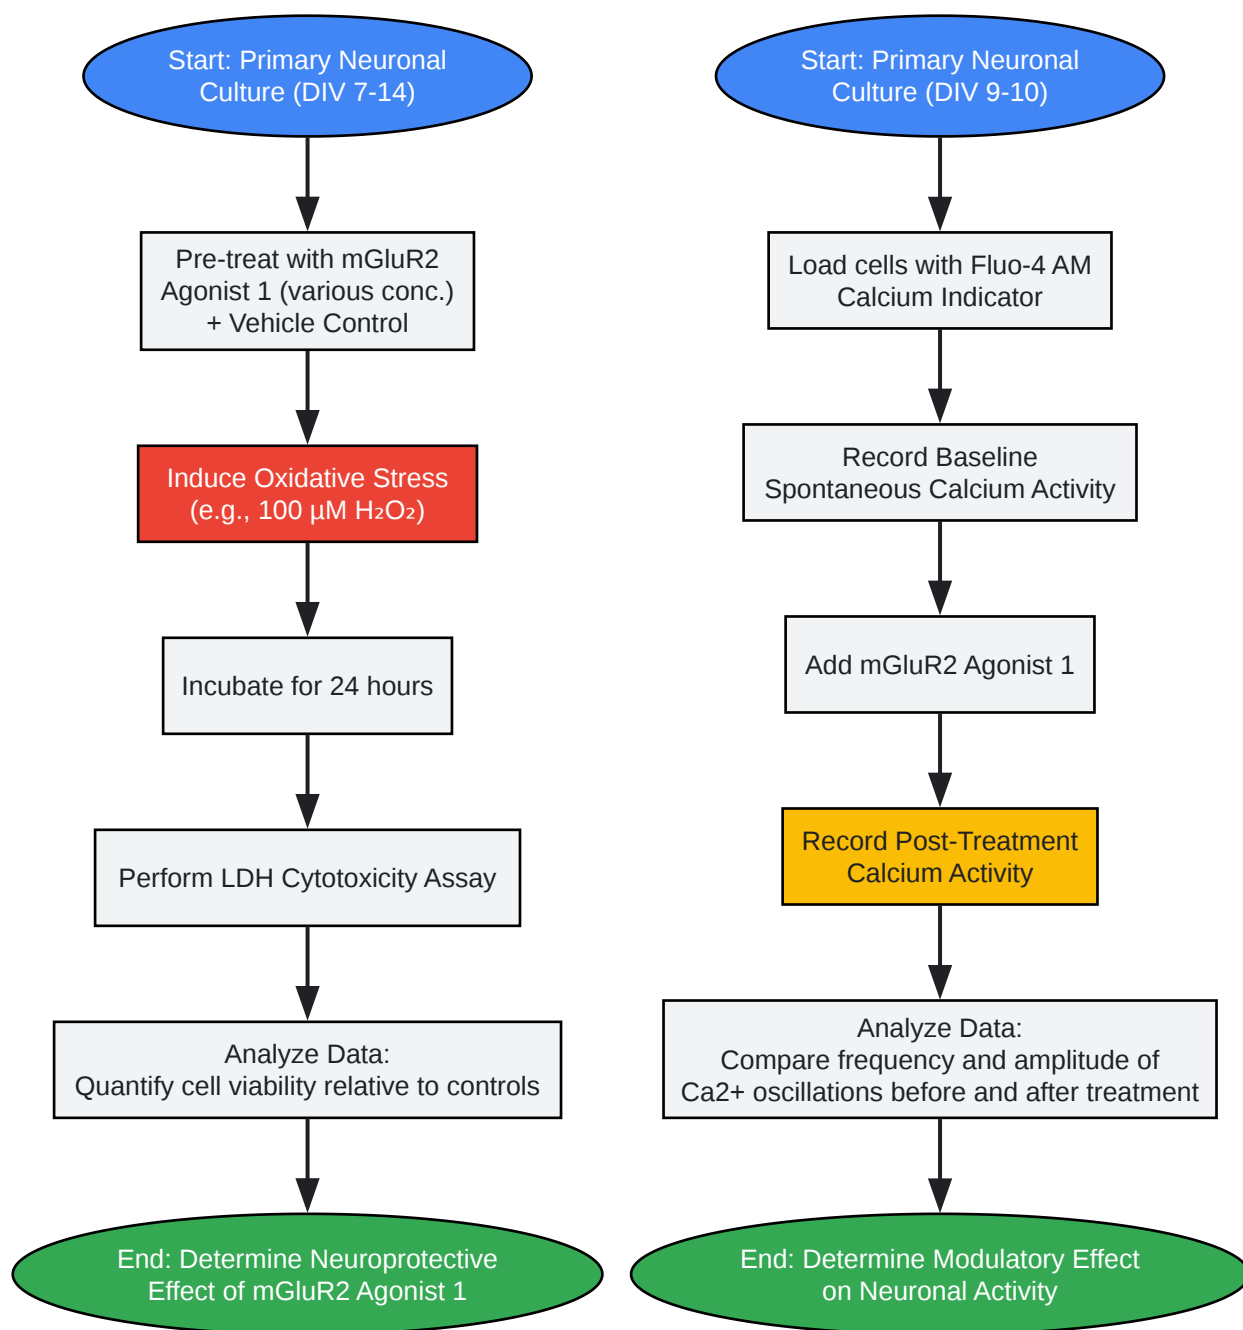 Start: Primary Neuronal
Culture (DIV 7-14)
Pre-treat with mGluR2
Agonist 1 (various conc.)
+ Vehicle Control
Induce Oxidative Stress
(e.g., 100 µM H₂O₂)
Incubate for 24 hours
Perform LDH Cytotoxicity Assay
Analyze Data:
Quantify cell viability relative to controls
End: Determine Neuroprotective
Effect of mGluR2 Agonist 1
Start: Primary Neuronal
Culture (DIV 9-10)
Load cells with Fluo-4 AM
Calcium Indicator
Record Baseline
Spontaneous Calcium Activity
Add mGluR2 Agonist 1
Record Post-Treatment
Calcium Activity
Analyze Data:
Compare frequency and amplitude of
Ca2+ oscillations before and after treatment
End: Determine Modulatory Effect
on Neuronal Activity